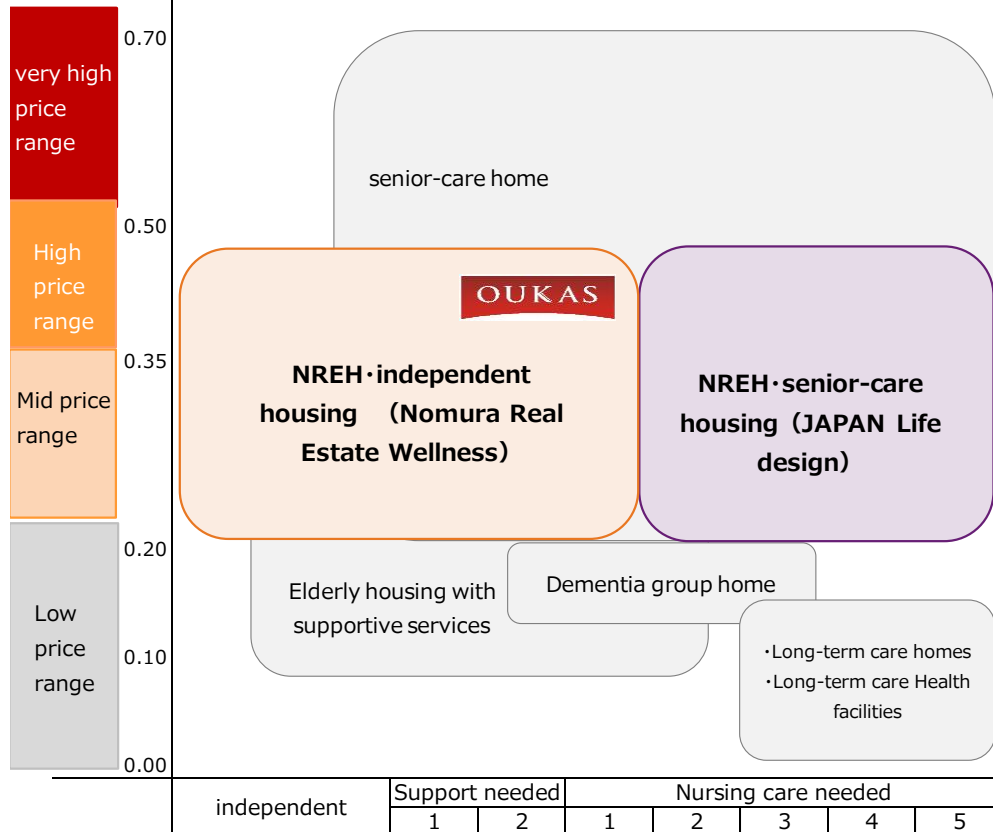 0.70
very high
price
range
senior-care home
0.50
High
price
range
OUKAS
0.35
Mid price
range
NREH・independent
housing （Nomura Real
Estate Wellness）
NREH・senior-care
housing（JAPAN Life
design）
0.20
Elderly housing with
supportive services
Dementia group home
Low
price
range
0.10
・Long-term care homes
・Long-term care Health
facilities
0.00
independent
Support needed
Nursing care needed
1 2 1 2 3 4 5